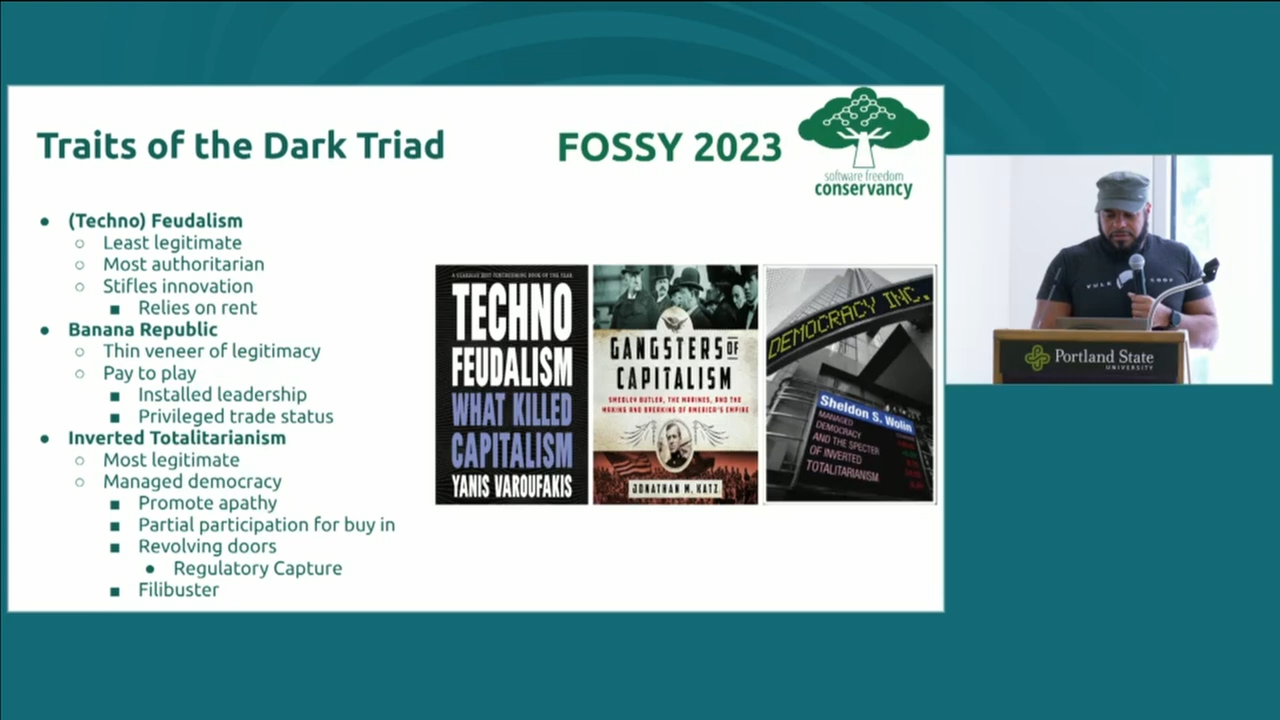 Traits of the Dark Triad
FOSSY 2023
software freedom
conservancy
● (Techno) Feudalism
○ Least legitimate
○ Most authoritarian
○ Stifles innovation
■ Relies on rent
● Banana Republic
○ Thin veneer of legitimacy
○ Pay to play
■ Installed leadership
■ Privileged trade status
● Inverted Totalitarianism
○ Most legitimate
○ Managed democracy
■ Promote apathy
■ Partial participation for buy in
■ Revolving doors
● Regulatory Capture
■ Filibuster
TECHNO
FEUDALISM
WHAT KILLED
CAPITALISM
YANIS VAROUFAKIS
GANGSTERS OF
CAPITALISM
SMEDLEY BUTLER, THE MARINES, AND THE
MAKING AND BREAKING OF AMERICA'S EMPIRE
JONATHAN M. KATZ
DEMOCRACY INC.
Sheldon S. Wolin
MANAGED
DEMOCRACY
AND THE SPECTER
OF INVERTED
TOTALITARIANISM
Portland State
UNIVERSITY